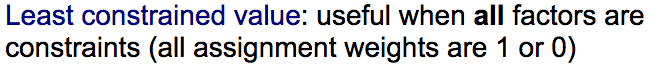 Least constrained value: useful when all factors are
constraints (all assignment weights are 1 or 0)